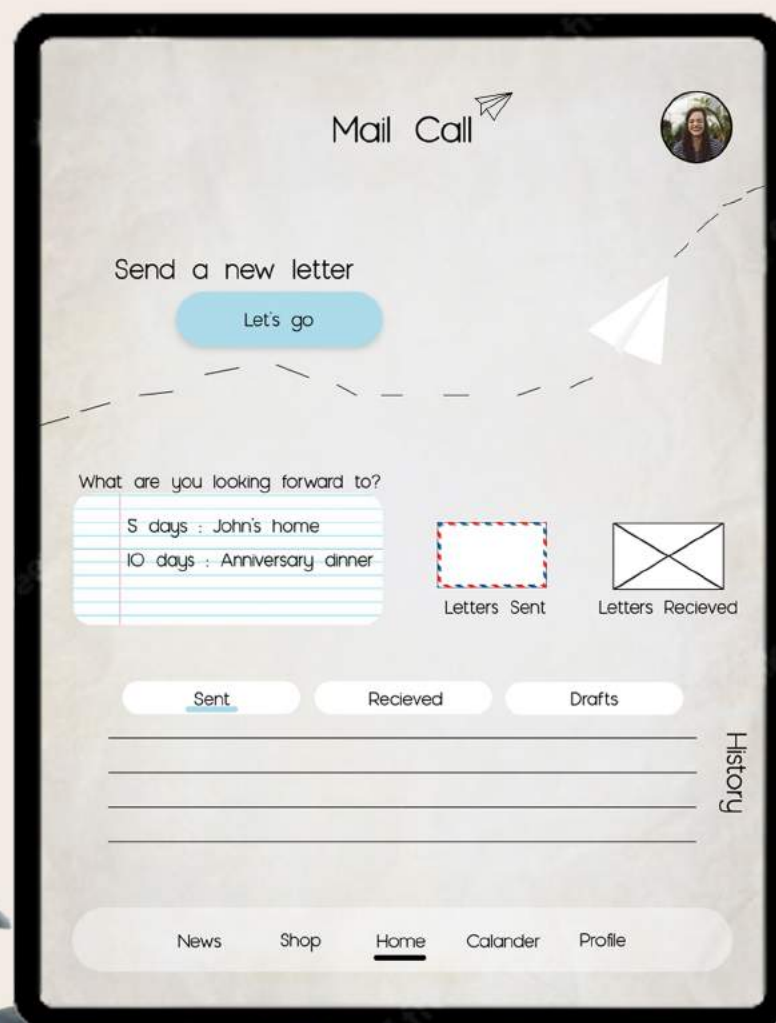 Mail Call
Send a new letter
Let's go
What are you looking forward to?
5 days : John's home
10 days : Anniversary dinner
Letters Sent
Letters Recieved
Sent Recieved Drafts
History
News Shop Home Calander Profile